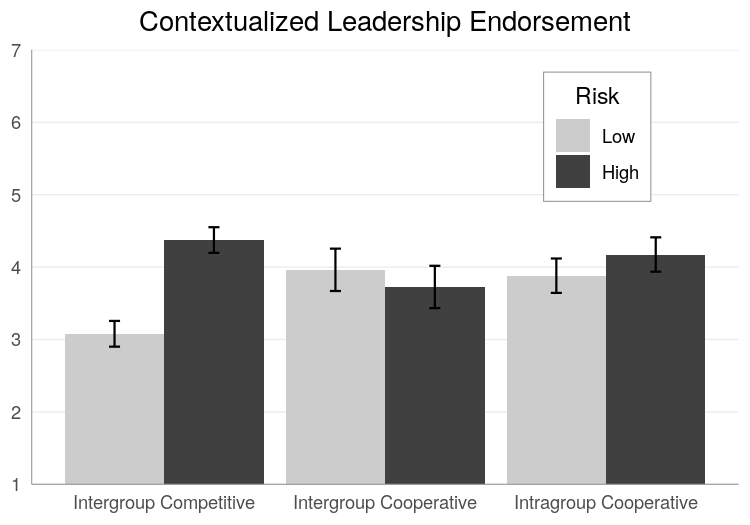 Contextualized Leadership Endorsement
7
6
5
4
3
2
1
Risk
Low
High
Intergroup Competitive
Intergroup Cooperative
Intragroup Cooperative